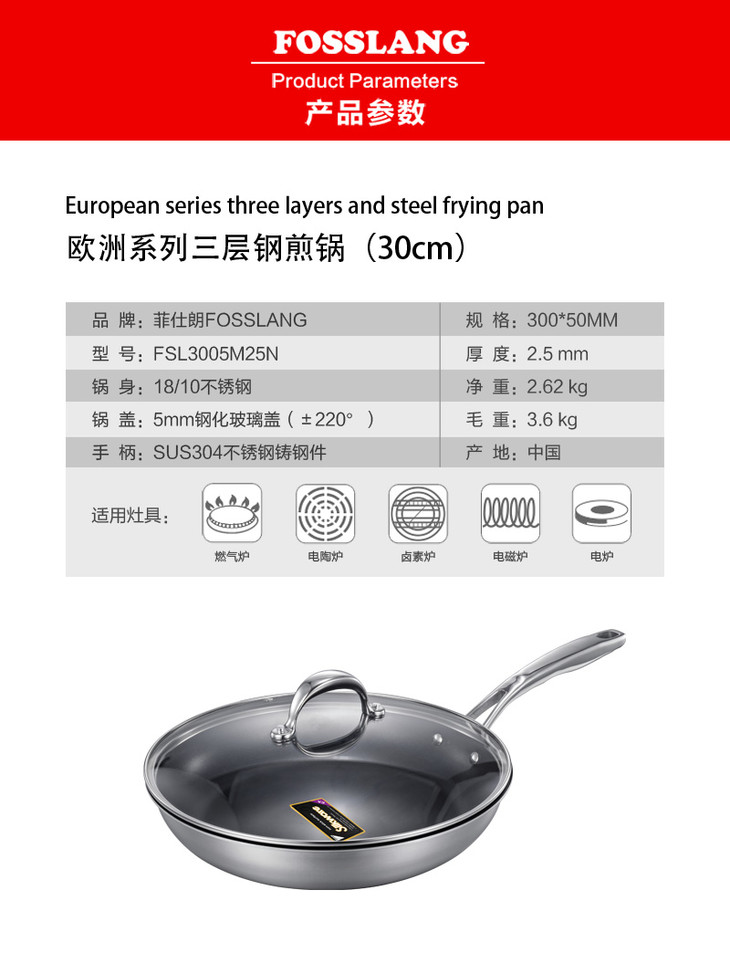 FOSSLANG
Product Parameters
产品参数
European series three layers and steel frying pan
欧洲系列三层钢煎锅（30cm）
品 牌：菲仕朗FOSSLANG
规 格：300*50MM
型 号：FSL3005M25N
厚 度：2.5 mm
锅 身：18/10不锈钢
净 重：2.62 kg
锅 盖：5mm钢化玻璃盖（±220° ）
毛 重：3.6 kg
手 柄：SUS304不锈钢铸钢件
产 地：中国
适用灶具：
燃气炉
电陶炉
卤素炉
电磁炉
电炉
Silkware